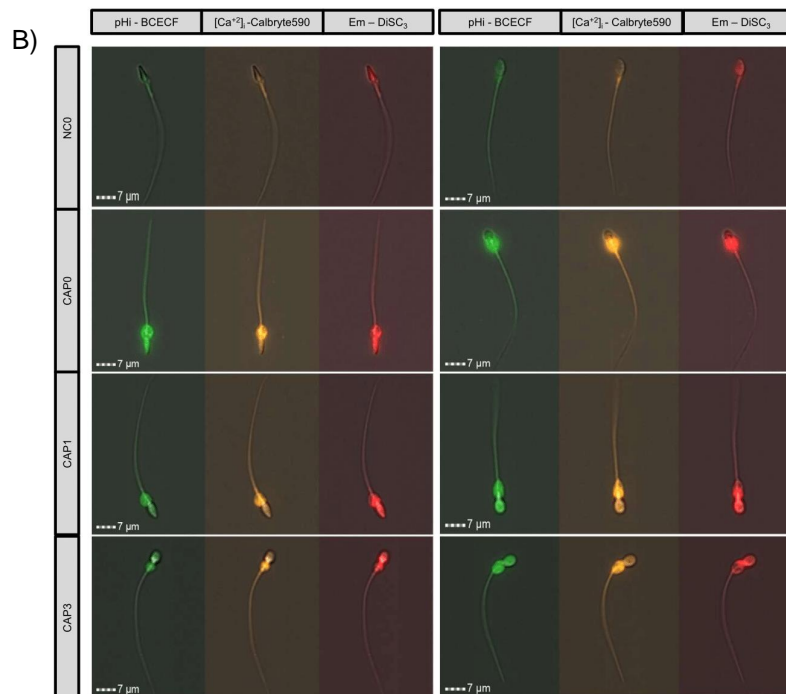 B)
pHi - BCECF [Ca⁺²]ᵢ -Calbryte590 Em – DiSC₃ pHi - BCECF [Ca⁺²]ᵢ -Calbryte590 Em – DiSC₃
NC0
7 µm 7 µm
CAP0
7 µm 7 µm
CAP1
7 µm 7 µm
CAP3
7 µm 7 µm